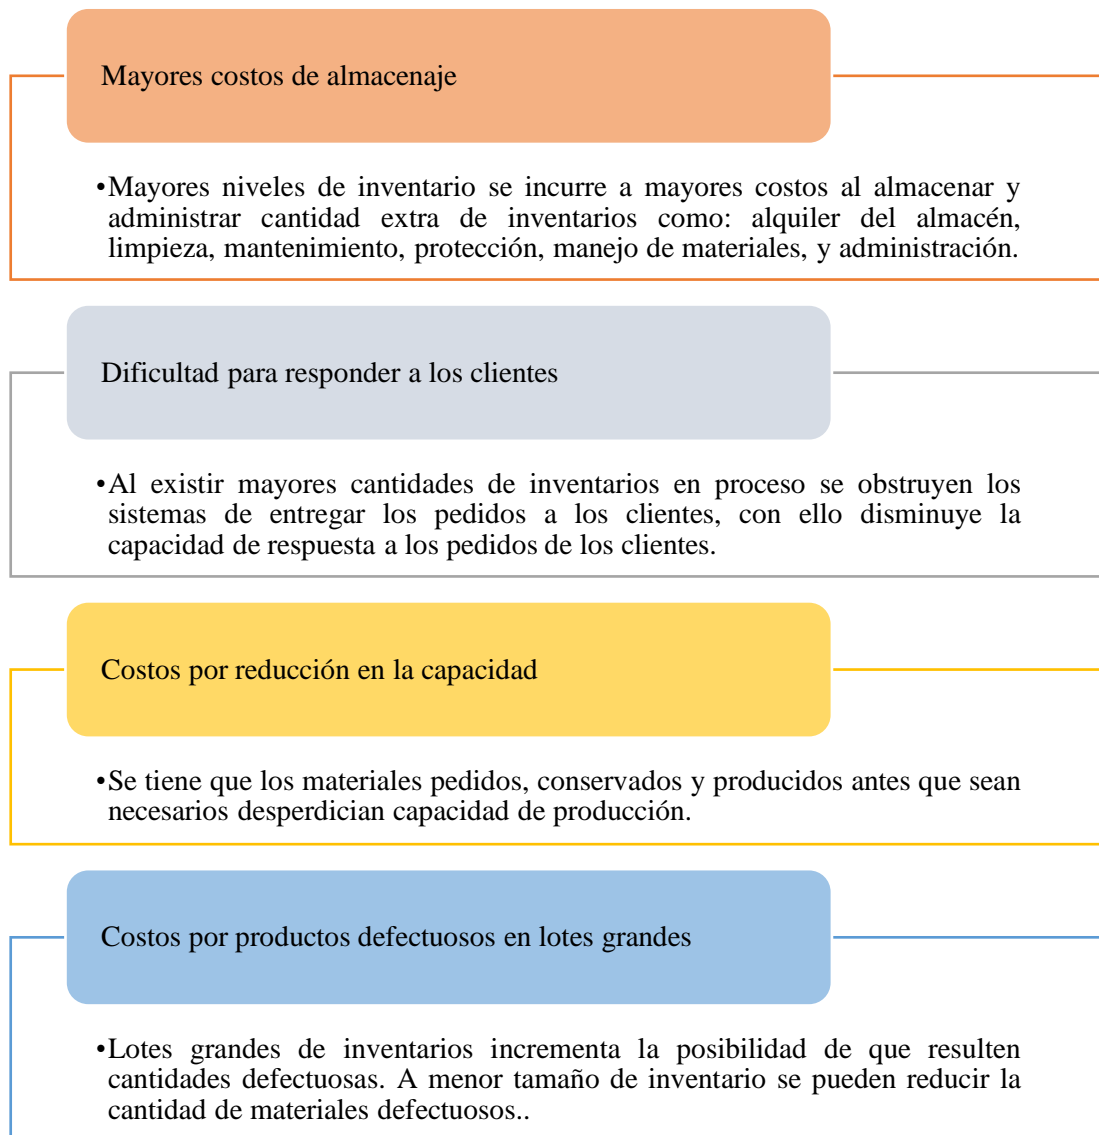 Mayores costos de almacenaje
•Mayores niveles de inventario se incurre a mayores costos al almacenar y
administrar cantidad extra de inventarios como: alquiler del almacén,
limpieza, mantenimiento, protección, manejo de materiales, y administración.
Dificultad para responder a los clientes
•Al existir mayores cantidades de inventarios en proceso se obstruyen los
sistemas de entregar los pedidos a los clientes, con ello disminuye la
capacidad de respuesta a los pedidos de los clientes.
Costos por reducción en la capacidad
•Se tiene que los materiales pedidos, conservados y producidos antes que sean
necesarios desperdician capacidad de producción.
Costos por productos defectuosos en lotes grandes
•Lotes grandes de inventarios incrementa la posibilidad de que resulten
cantidades defectuosas. A menor tamaño de inventario se pueden reducir la
cantidad de materiales defectuosos..